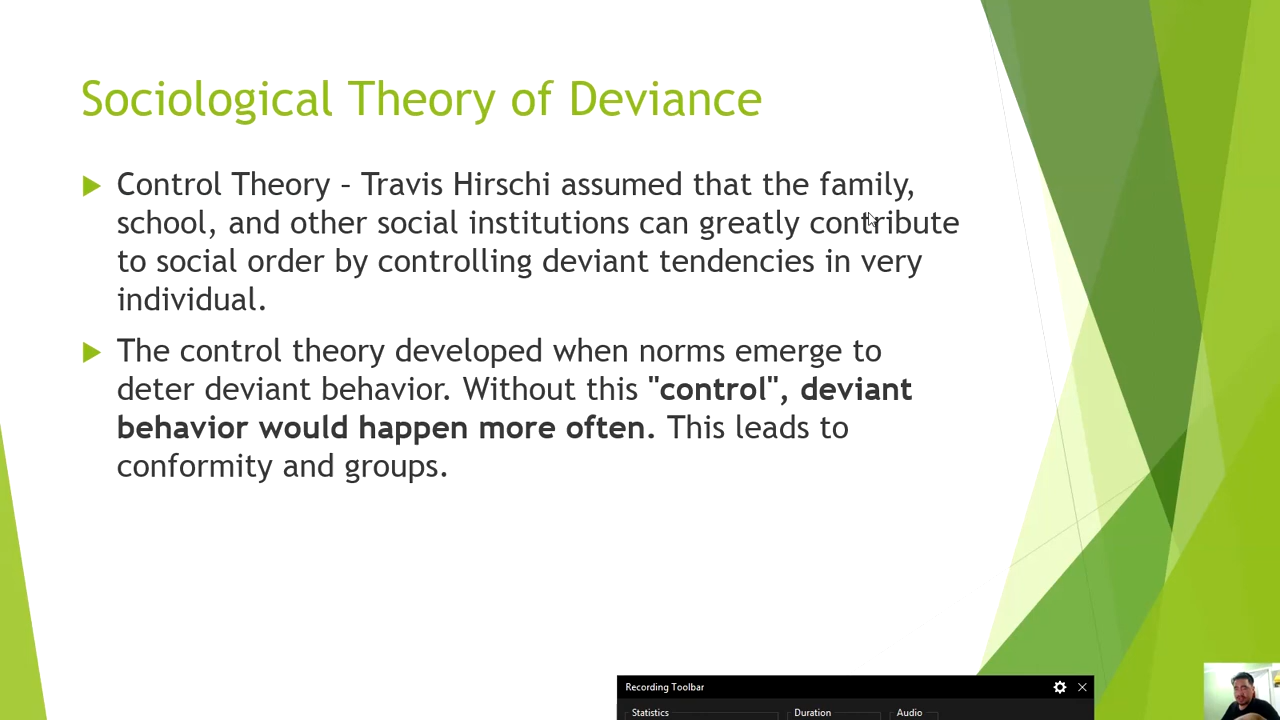 Sociological Theory of Deviance
Control Theory – Travis Hirschi assumed that the family,
school, and other social institutions can greatly contribute
to social order by controlling deviant tendencies in very
individual.
The control theory developed when norms emerge to
deter deviant behavior. Without this "control", deviant
behavior would happen more often. This leads to
conformity and groups.
Recording Toolbar
Statistics Duration Audio